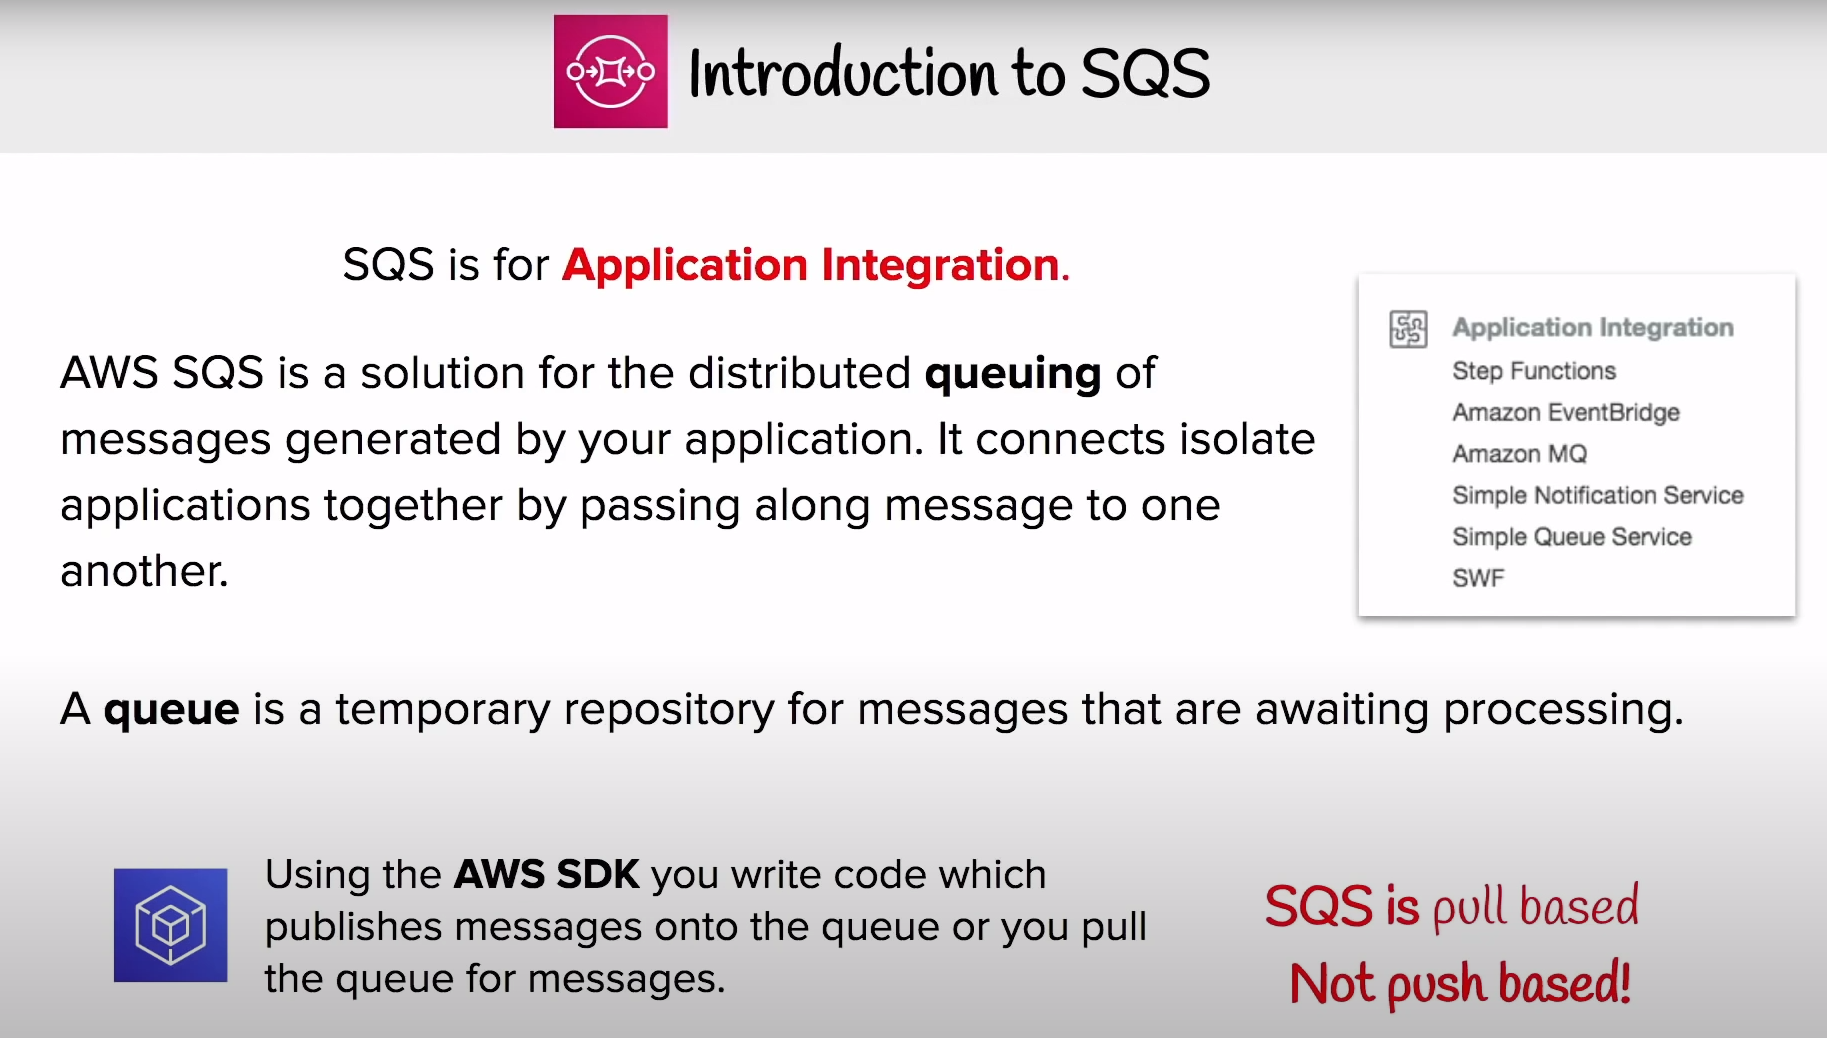 Introduction to SQS
SQS is for Application Integration.
AWS SQS is a solution for the distributed queuing of
messages generated by your application. It connects isolate
applications together by passing along message to one
another.
Application Integration
Step Functions
Amazon EventBridge
Amazon MQ
Simple Notification Service
Simple Queue Service
SWF
A queue is a temporary repository for messages that are awaiting processing.
Using the AWS SDK you write code which
publishes messages onto the queue or you pull
the queue for messages.
SQS is pull based
Not push based!